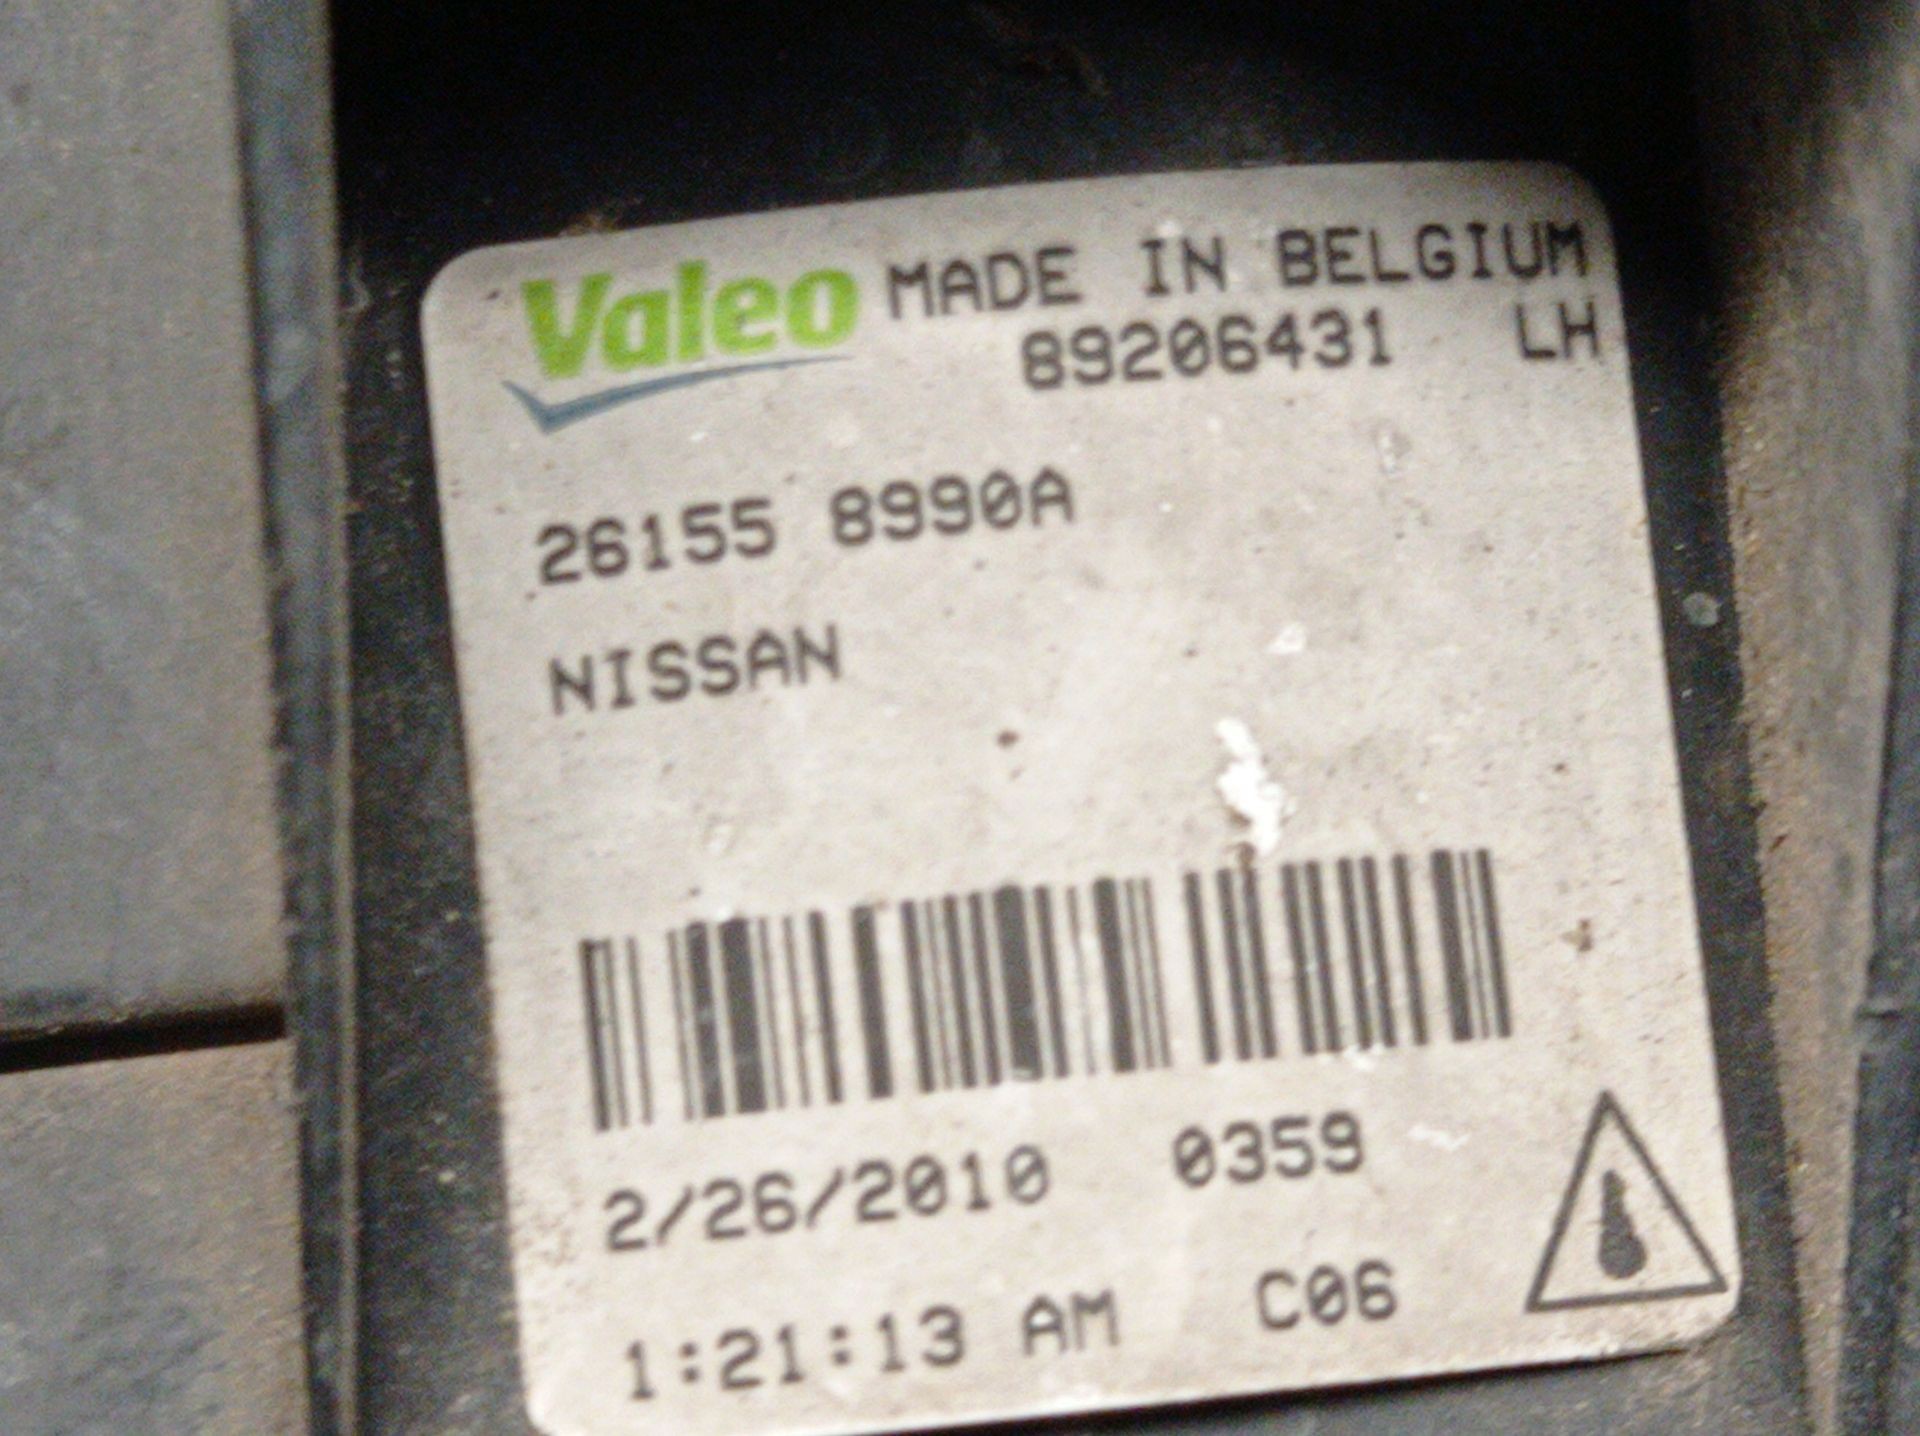 Valeo MADE IN BELGIUM
89206431 LH
26155 8990A
NISSAN
2/26/2010 0359
1:21:13 AM C06